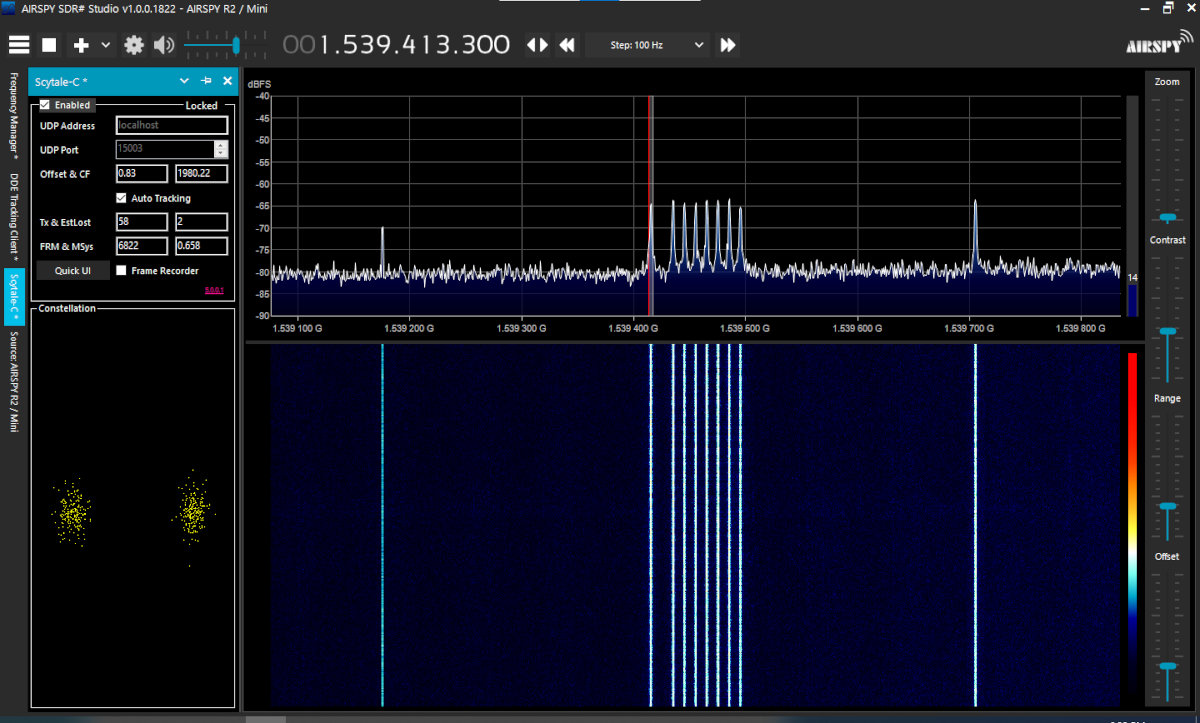 AIRSPY SDR# Studio v1.0.0.1822 - AIRSPY R2 / Mini
001.539.413.300
Step: 100 Hz
AIRSPY
Frequency Manager *
DDE Tracking Client *
Scytale-C *
Source: AIRSPY R2 / Mini
Scytale-C *
Enabled
Locked
UDP Address
localhost
UDP Port
15003
Offset & CF
0.83
1980.22
Auto Tracking
Tx & EstLost
58
2
FRM & MSys
6822
0.658
Quick UI
Frame Recorder
Constellation
dBFS
-40
-45
-50
-55
-60
-65
-70
-75
-80
-85
-90
1.539 100 G
1.539 200 G
1.539 300 G
1.539 400 G
1.539 500 G
1.539 600 G
1.539 700 G
1.539 800 G
14
Zoom
Contrast
Range
Offset